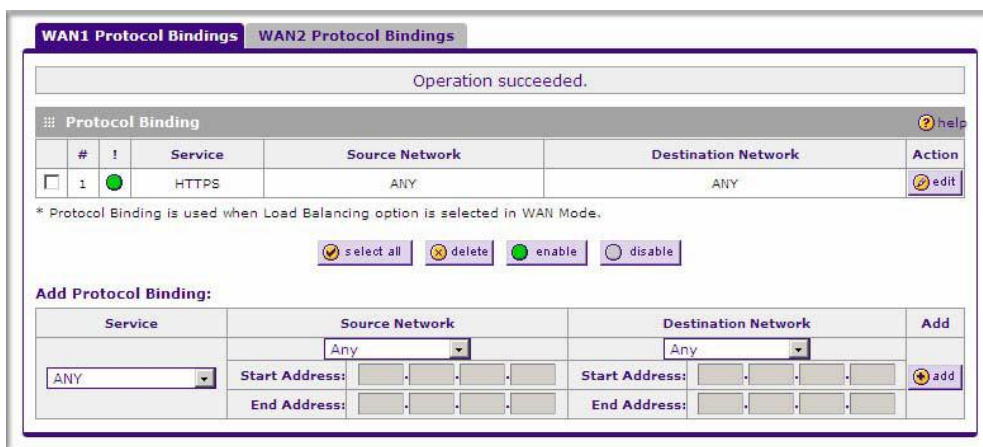 WAN1 Protocol Bindings WAN2 Protocol Bindings
Operation succeeded.
Protocol Binding help
# ! Service Source Network Destination Network Action
1 HTTPS ANY ANY edit
* Protocol Binding is used when Load Balancing option is selected in WAN Mode.
select all delete enable disable
Add Protocol Binding:
Service Source Network Destination Network Add
Any Any
ANY Start Address: . . . Start Address: . . . add
End Address: . . . End Address: . . .